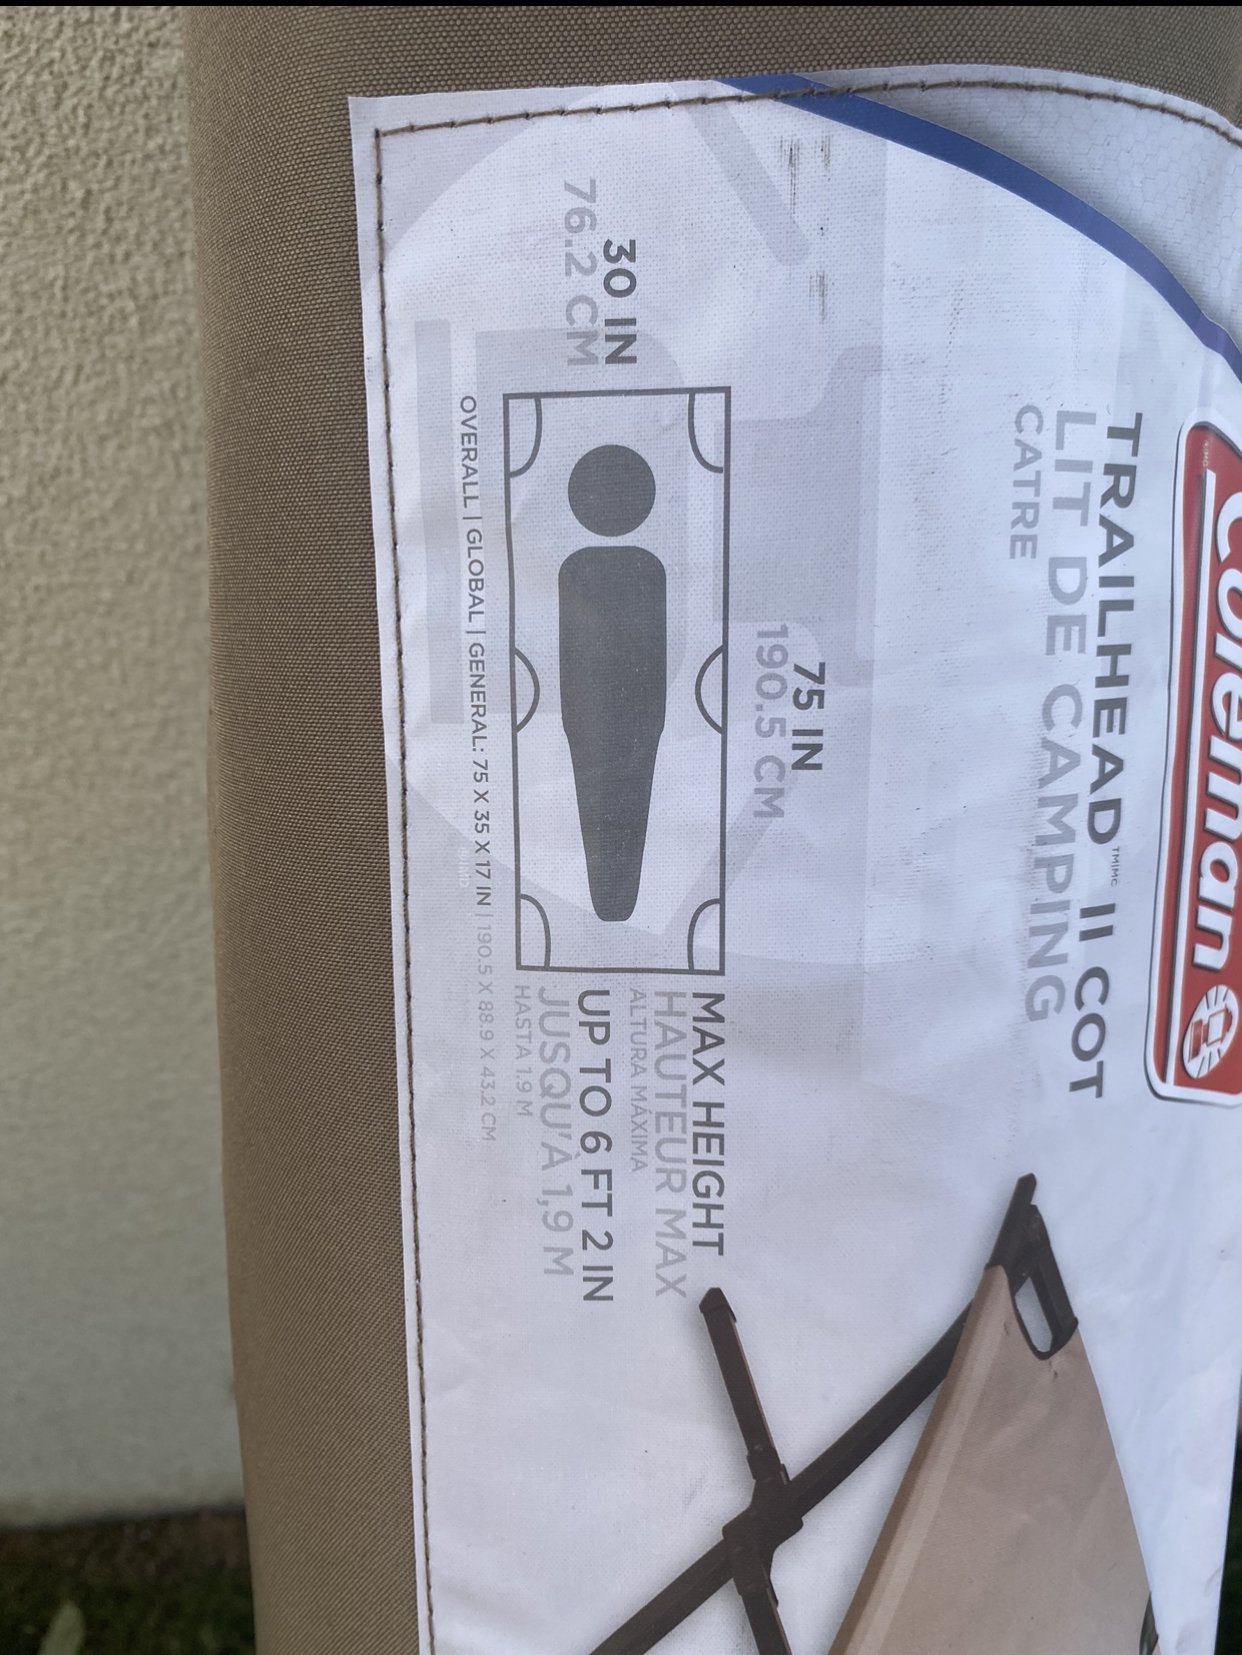 Coleman
TRAILHEAD™|MC II COT
LIT DE CAMPING
CATRE
75 IN
190.5 CM
30 IN
76.2 CM
MAX HEIGHT
HAUTEUR MAX
ALTURA MÁXIMA
UP TO 6 FT 2 IN
JUSQU'À 1,9 M
HASTA 1.9 M
OVERALL | GLOBAL | GENERAL: 75 X 35 X 17 IN | 190.5 X 88.9 X 43.2 CM